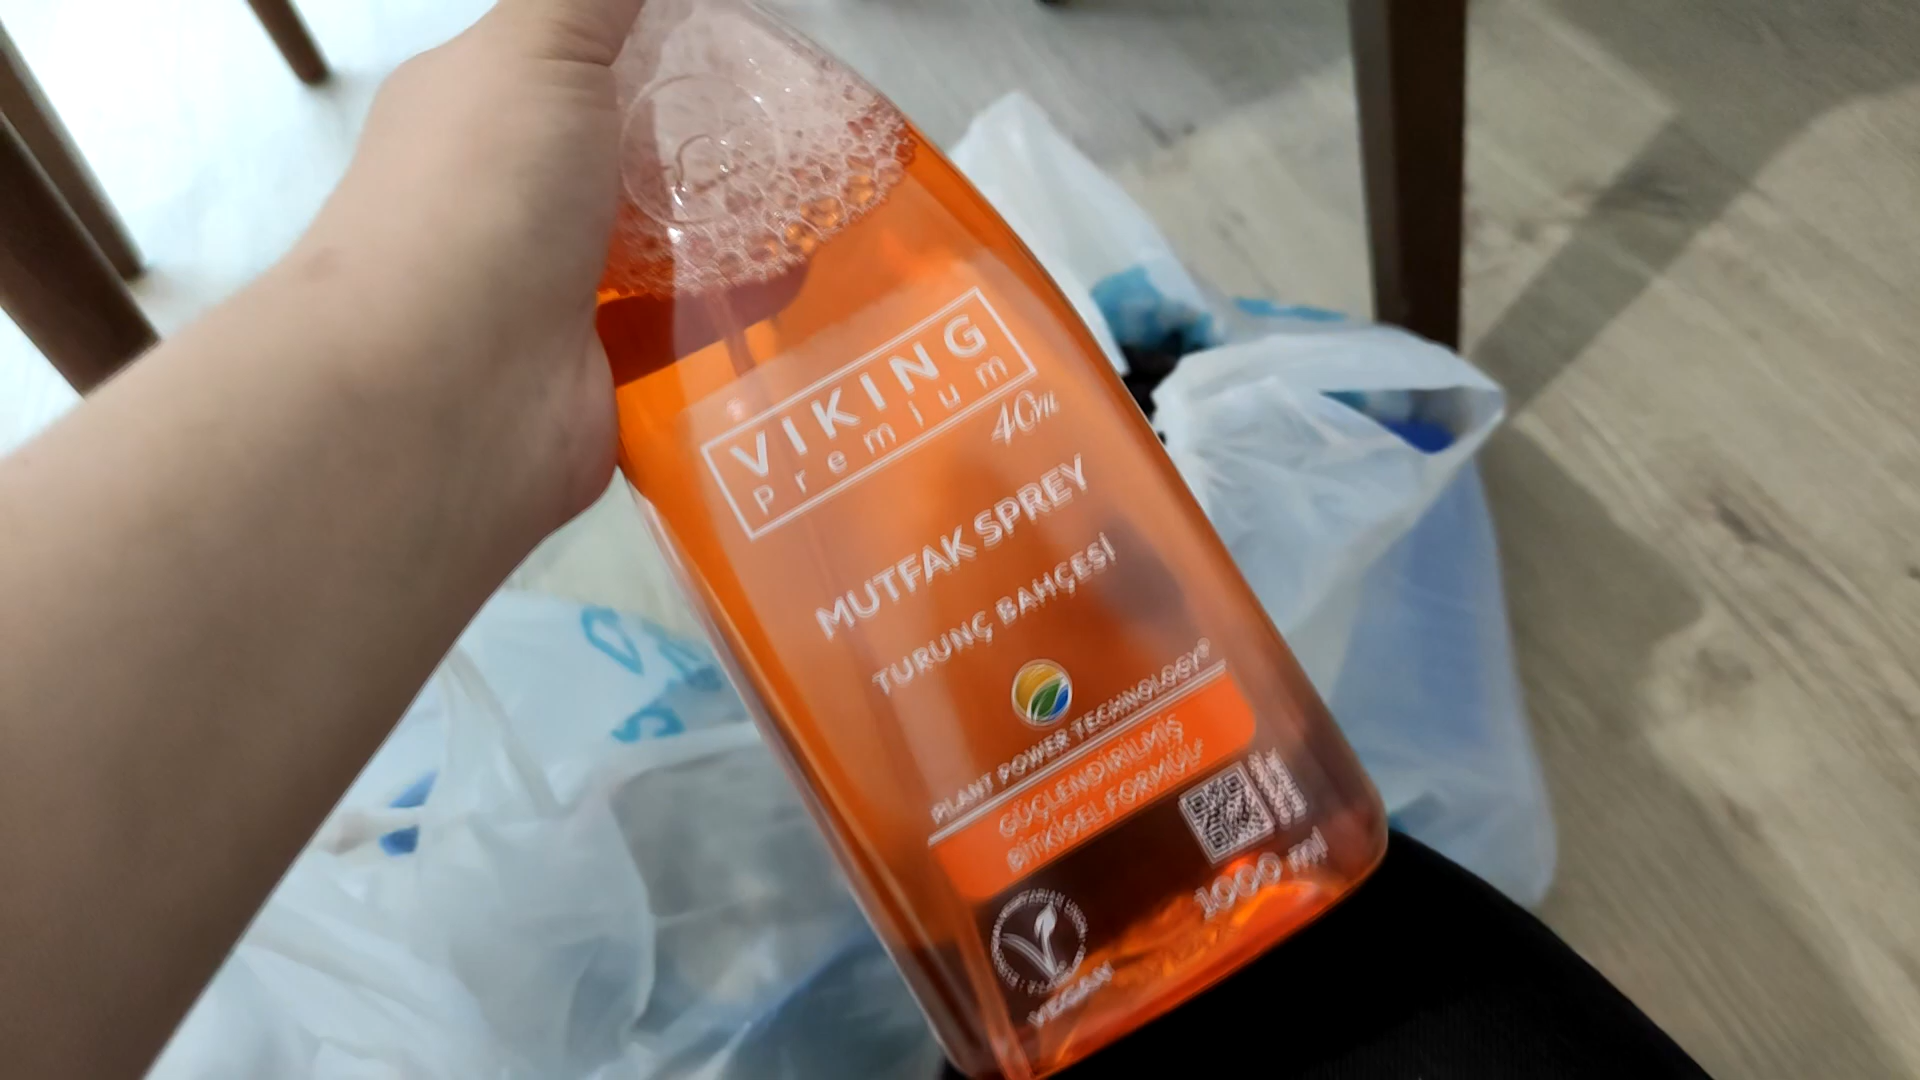 VIKING
Premium
MUTFAK SPREY
TURUNÇ BAHÇESİ
PLANT POWER TECHNOLOGY®
GÜÇLENDİRİLMİŞ
BİTKİSEL FORMÜL
1000 ml
VEGAN